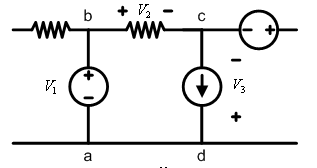 b + V₂ − c
− +
V₁ + − V₃ −
+
a d